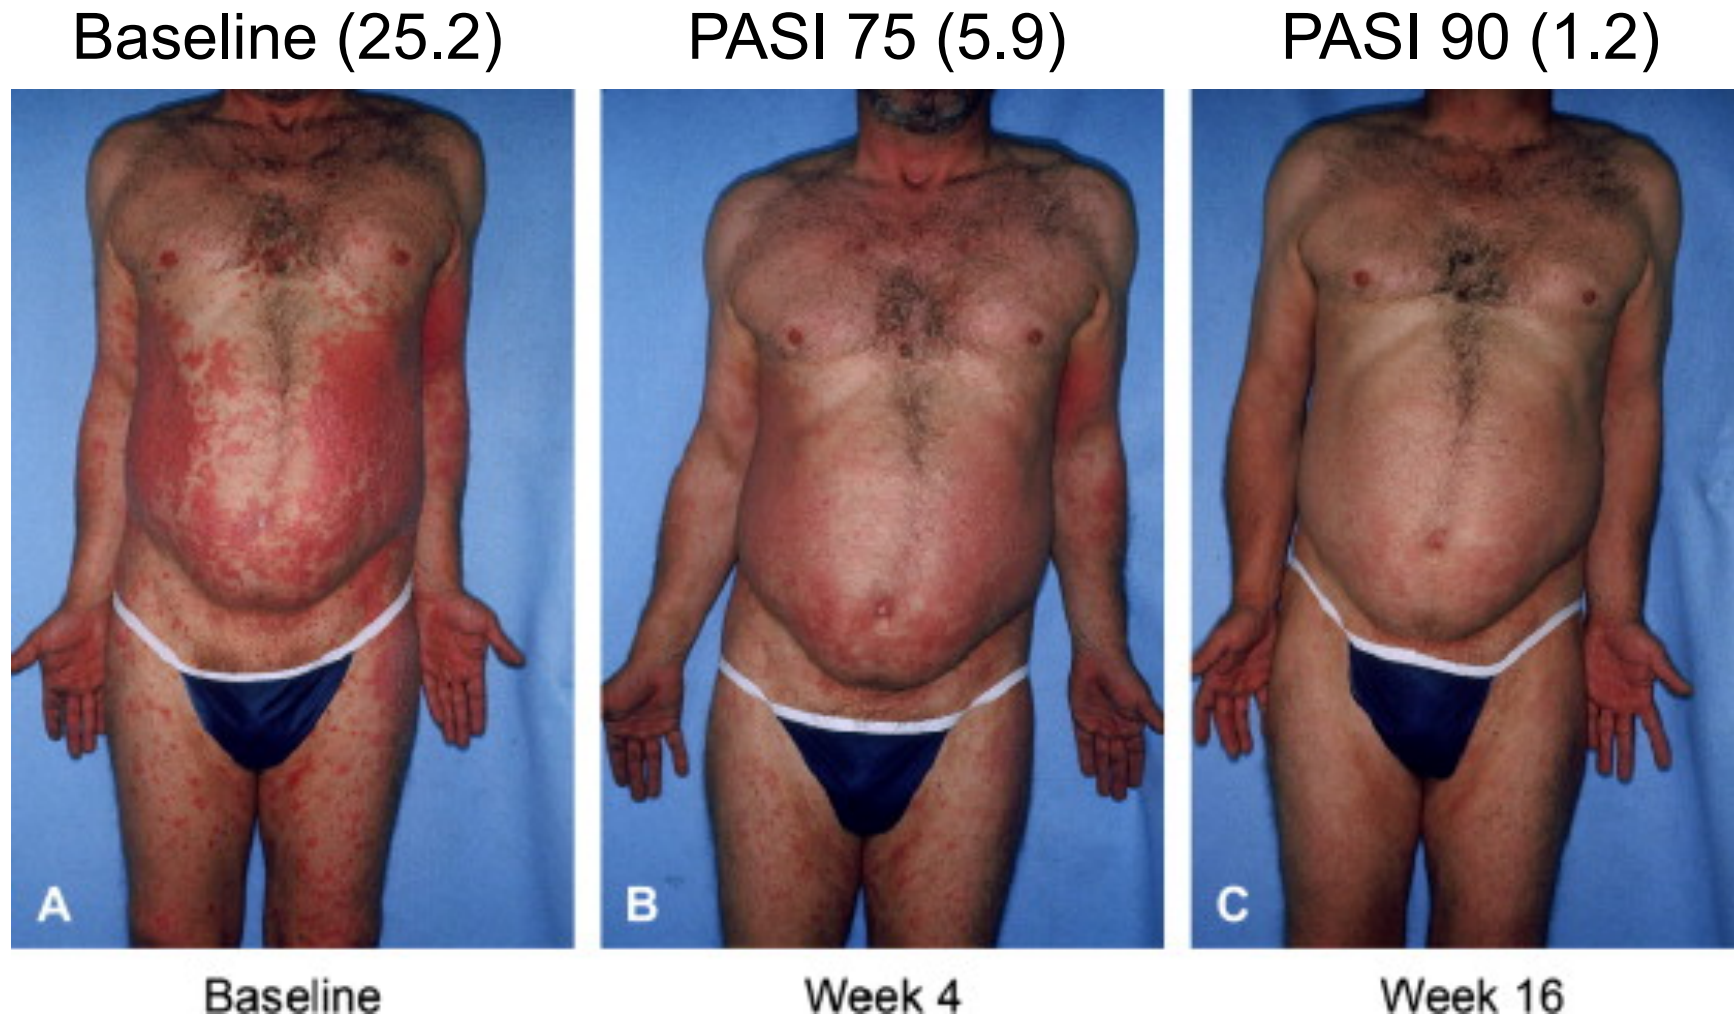 Baseline (25.2)
PASI 75 (5.9)
PASI 90 (1.2)
A
B
C
Baseline
Week 4
Week 16